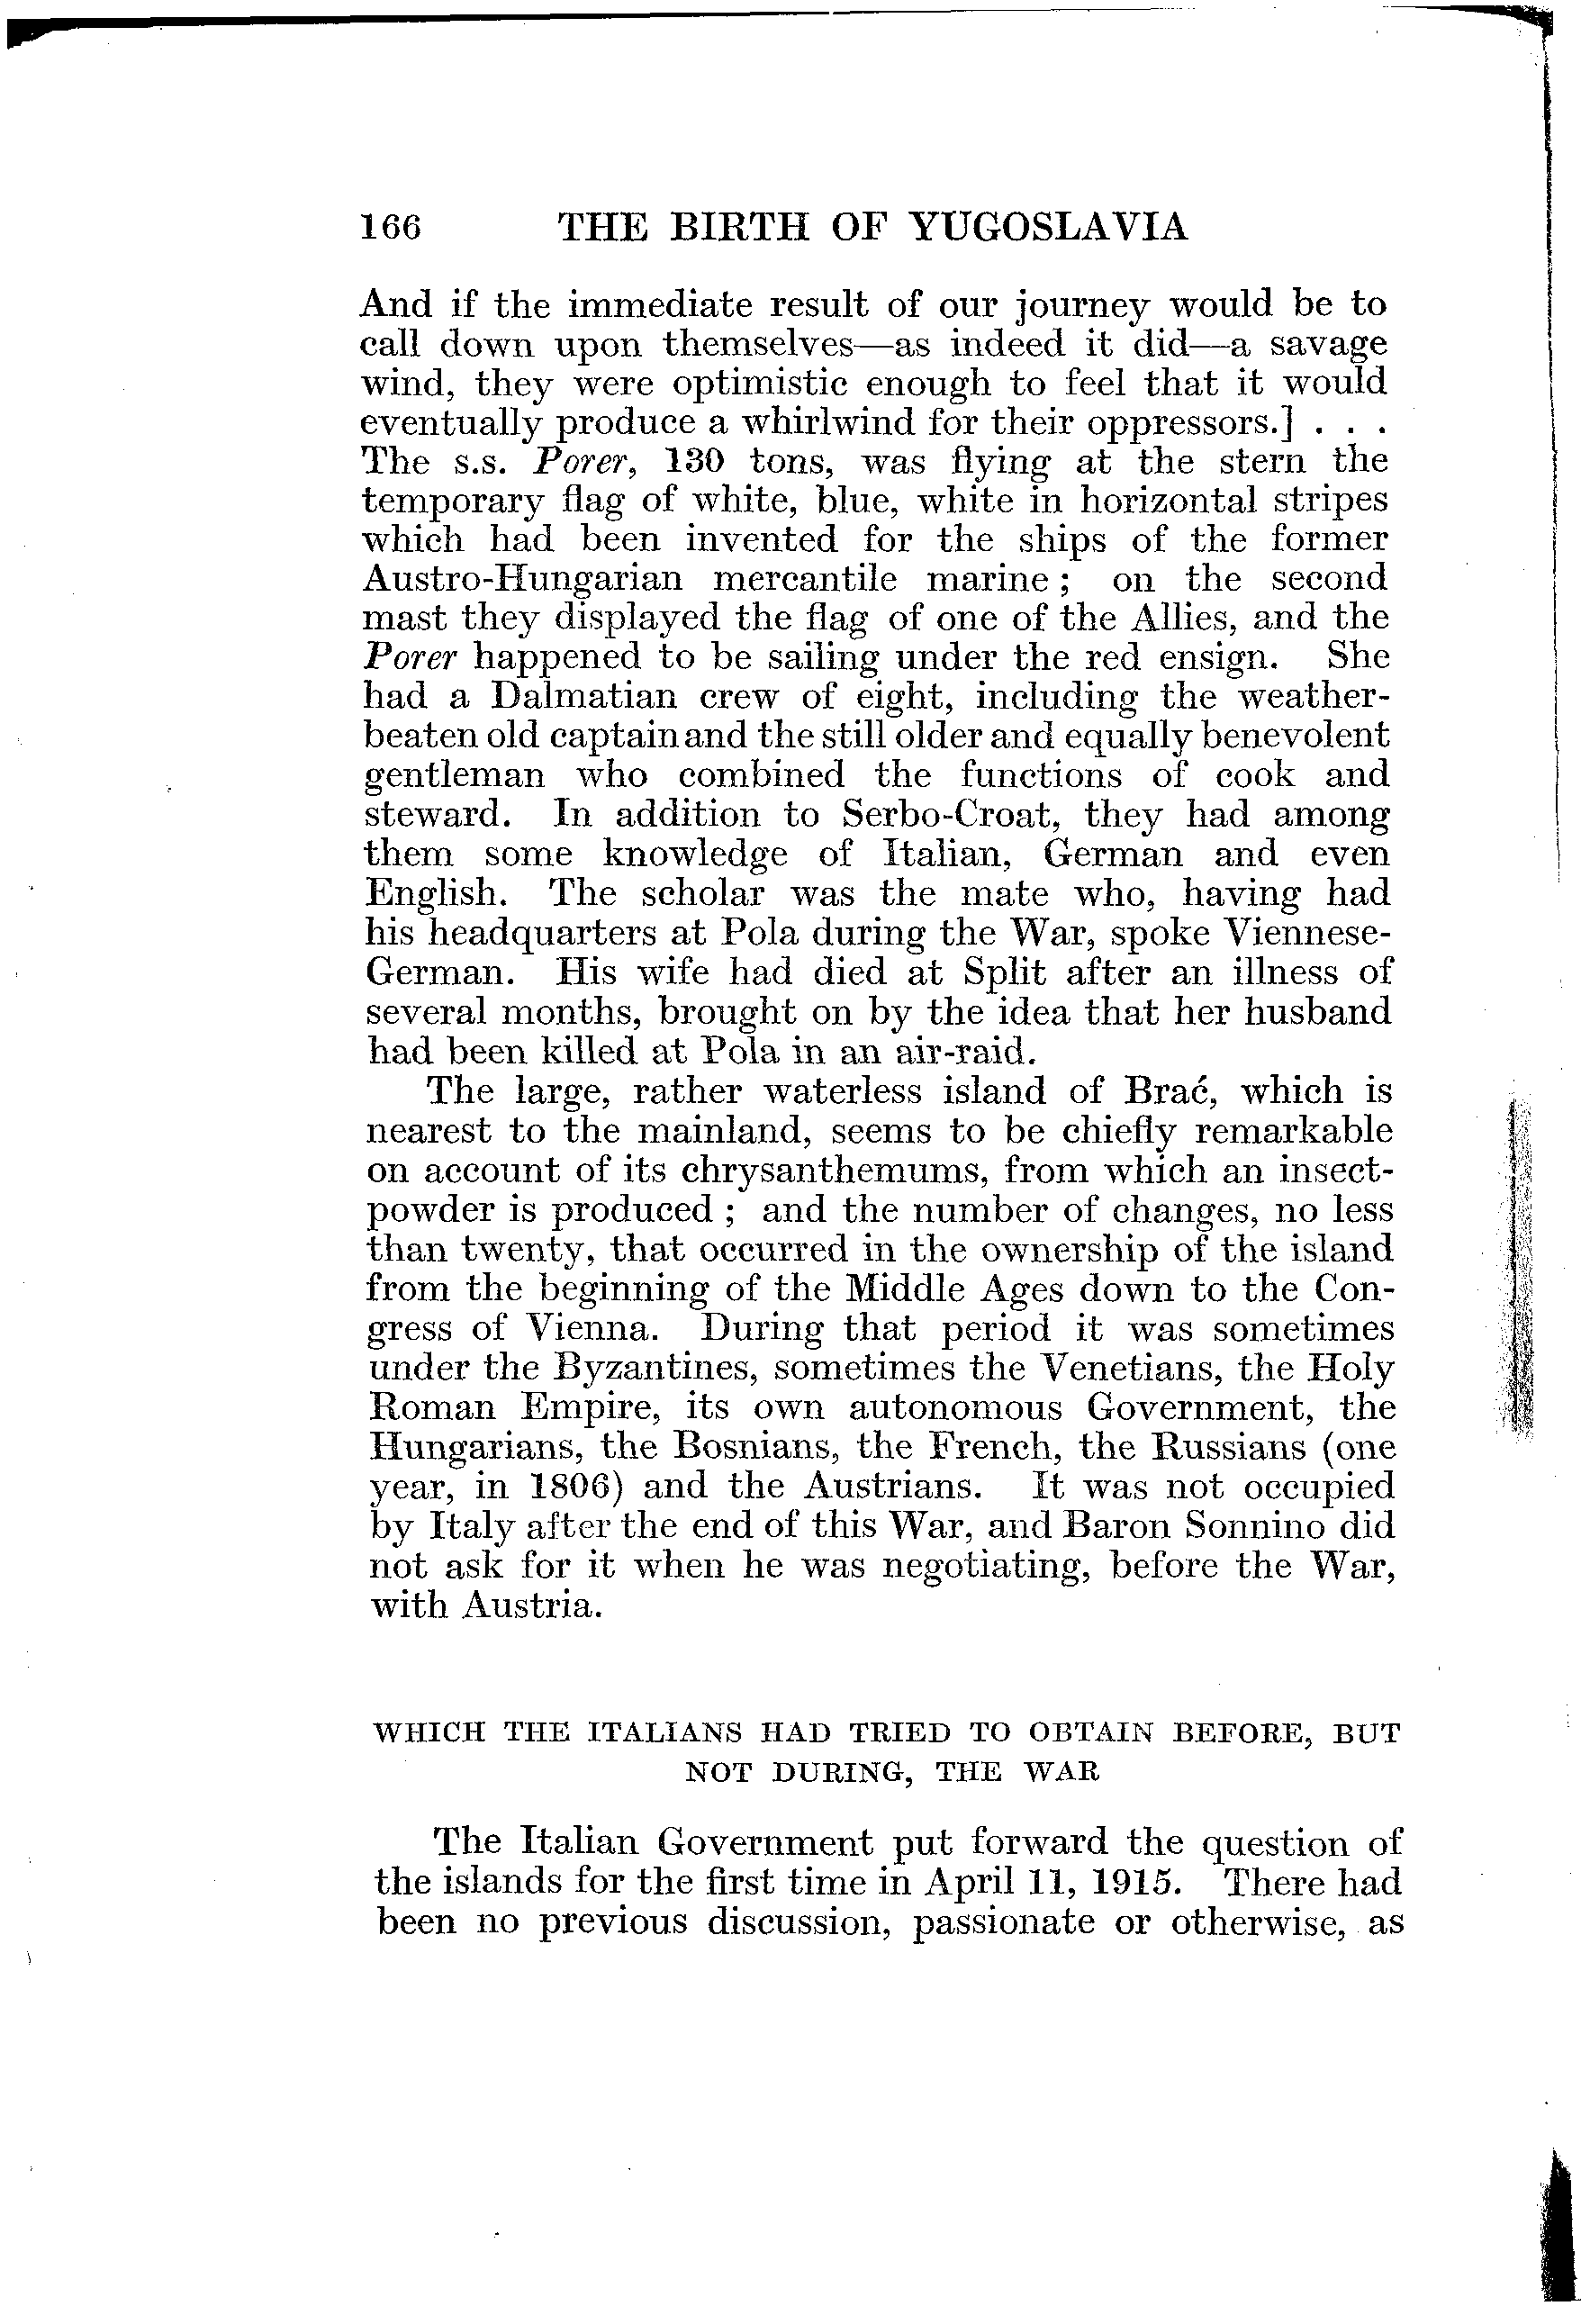 166 THE BIRTH OF YUGOSLAVIA
And if the immediate result of our journey would be to
call down upon themselves—as indeed it did—a savage
wind, they were optimistic enough to feel that it would
eventually produce a whirlwind for their oppressors.] . . .
The s.s. Porer, 130 tons, was flying at the stern the
temporary flag of white, blue, white in horizontal stripes
which had been invented for the ships of the former
Austro-Hungarian mercantile marine ; on the second
mast they displayed the flag of one of the Allies, and the
Porer happened to be sailing under the red ensign. She
had a Dalmatian crew of eight, including the weather-
beaten old captain and the still older and equally benevolent
gentleman who combined the functions of cook and
steward. In addition to Serbo-Croat, they had among
them some knowledge of Italian, German and even
English. The scholar was the mate who, having had
his headquarters at Pola during the War, spoke Viennese-
German. His wife had died at Split after an illness of
several months, brought on by the idea that her husband
had been killed at Pola in an air-raid.
The large, rather waterless island of Brać, which is
nearest to the mainland, seems to be chiefly remarkable
on account of its chrysanthemums, from which an insect-
powder is produced ; and the number of changes, no less
than twenty, that occurred in the ownership of the island
from the beginning of the Middle Ages down to the Con-
gress of Vienna. During that period it was sometimes
under the Byzantines, sometimes the Venetians, the Holy
Roman Empire, its own autonomous Government, the
Hungarians, the Bosnians, the French, the Russians (one
year, in 1806) and the Austrians. It was not occupied
by Italy after the end of this War, and Baron Sonnino did
not ask for it when he was negotiating, before the War,
with Austria.
WHICH THE ITALIANS HAD TRIED TO OBTAIN BEFORE, BUT
NOT DURING, THE WAR
The Italian Government put forward the question of
the islands for the first time in April 11, 1915. There had
been no previous discussion, passionate or otherwise, as